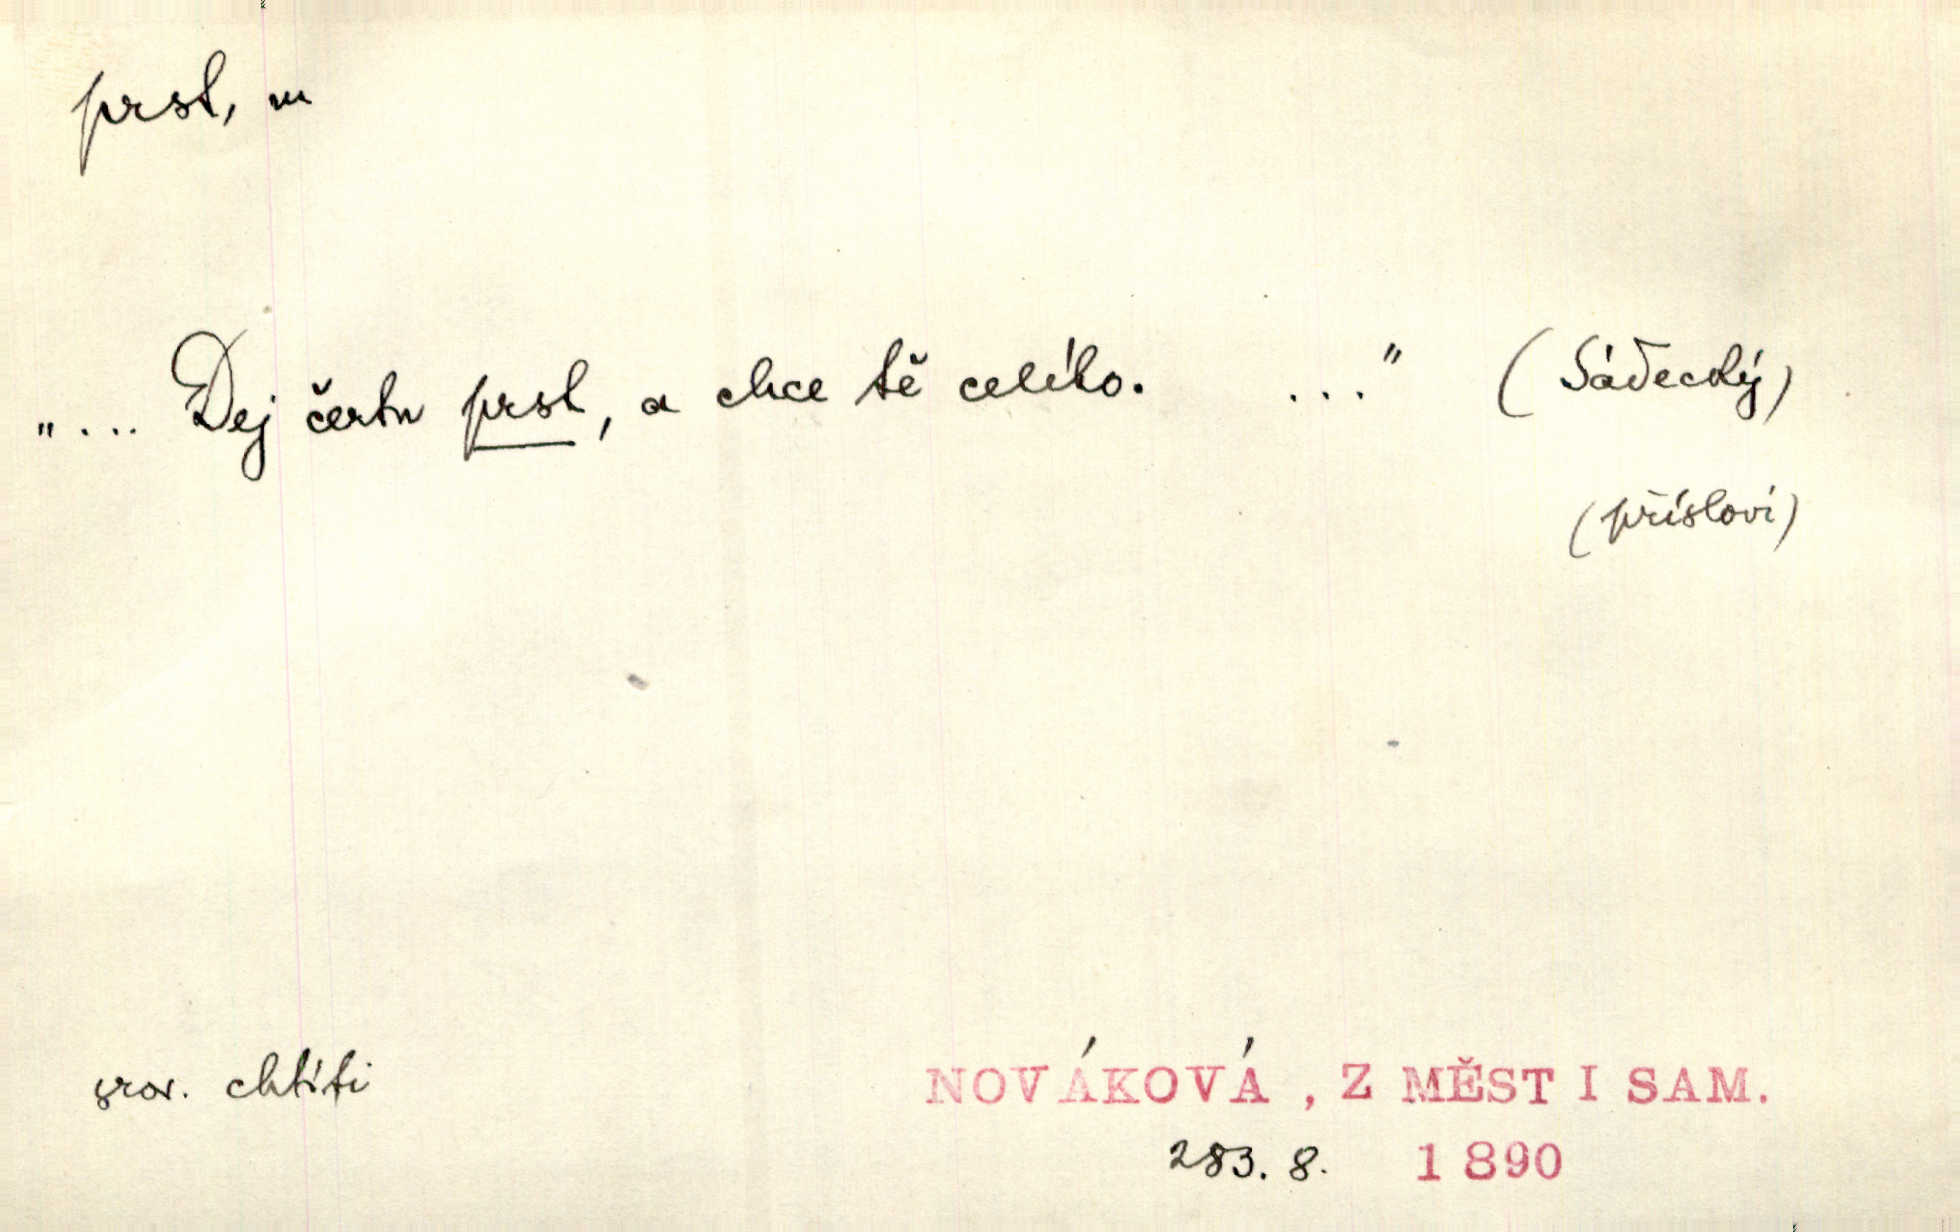 prst, m
"... Dej čertu prst, a chce tě celého. ..." (Sádecký)
(přísloví)
srov. chtíti
NOVÁKOVÁ, Z MĚST I SAM.
283. 8. 1890